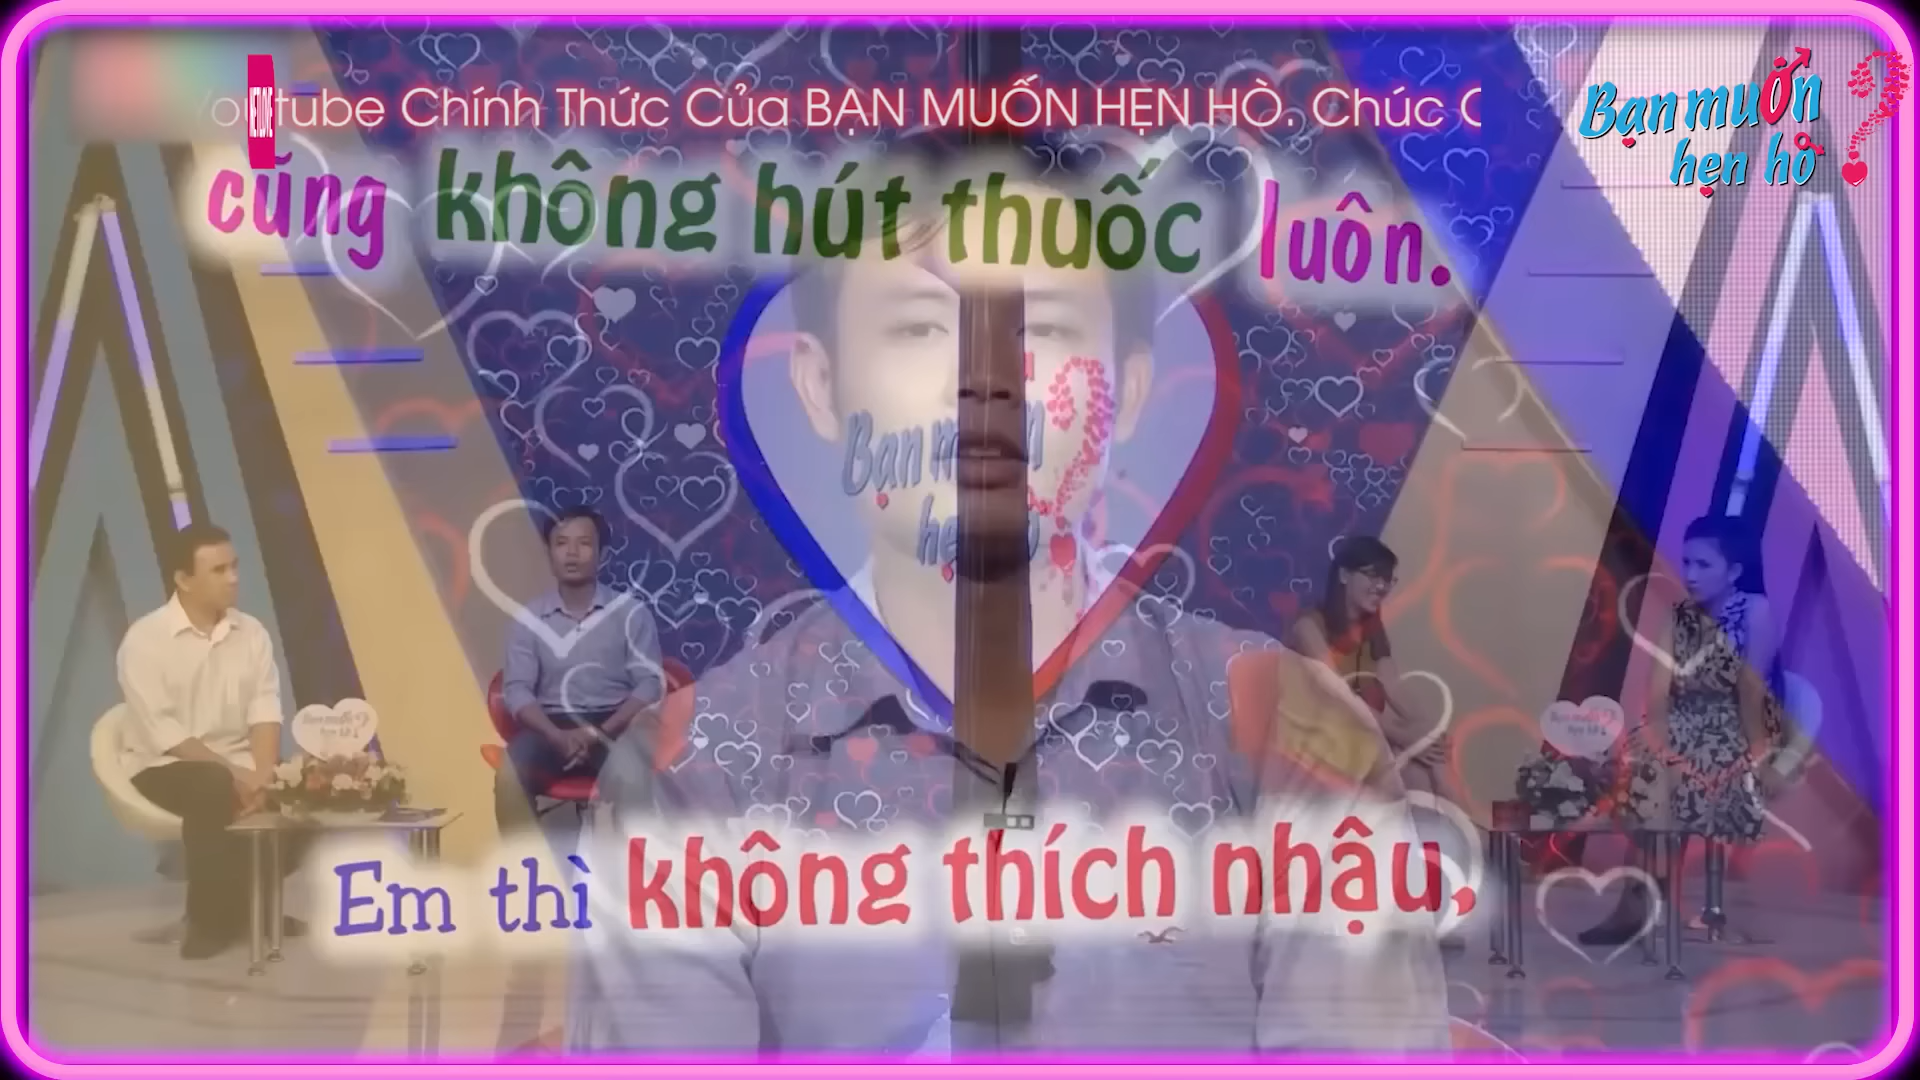 Youtube Chính Thức Của BẠN MUỐN HẸN HÒ. Chúc
Bạn muốn
hẹn hò
cũng không hút thuốc luôn.
Bạn
Em thì không thích nhậu,